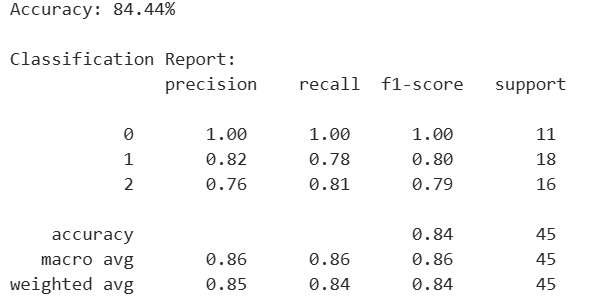 Accuracy: 84.44%
Classification Report:
precision recall f1-score support
0 1.00 1.00 1.00 11
1 0.82 0.78 0.80 18
2 0.76 0.81 0.79 16
accuracy 0.84 45
macro avg 0.86 0.86 0.86 45
weighted avg 0.85 0.84 0.84 45